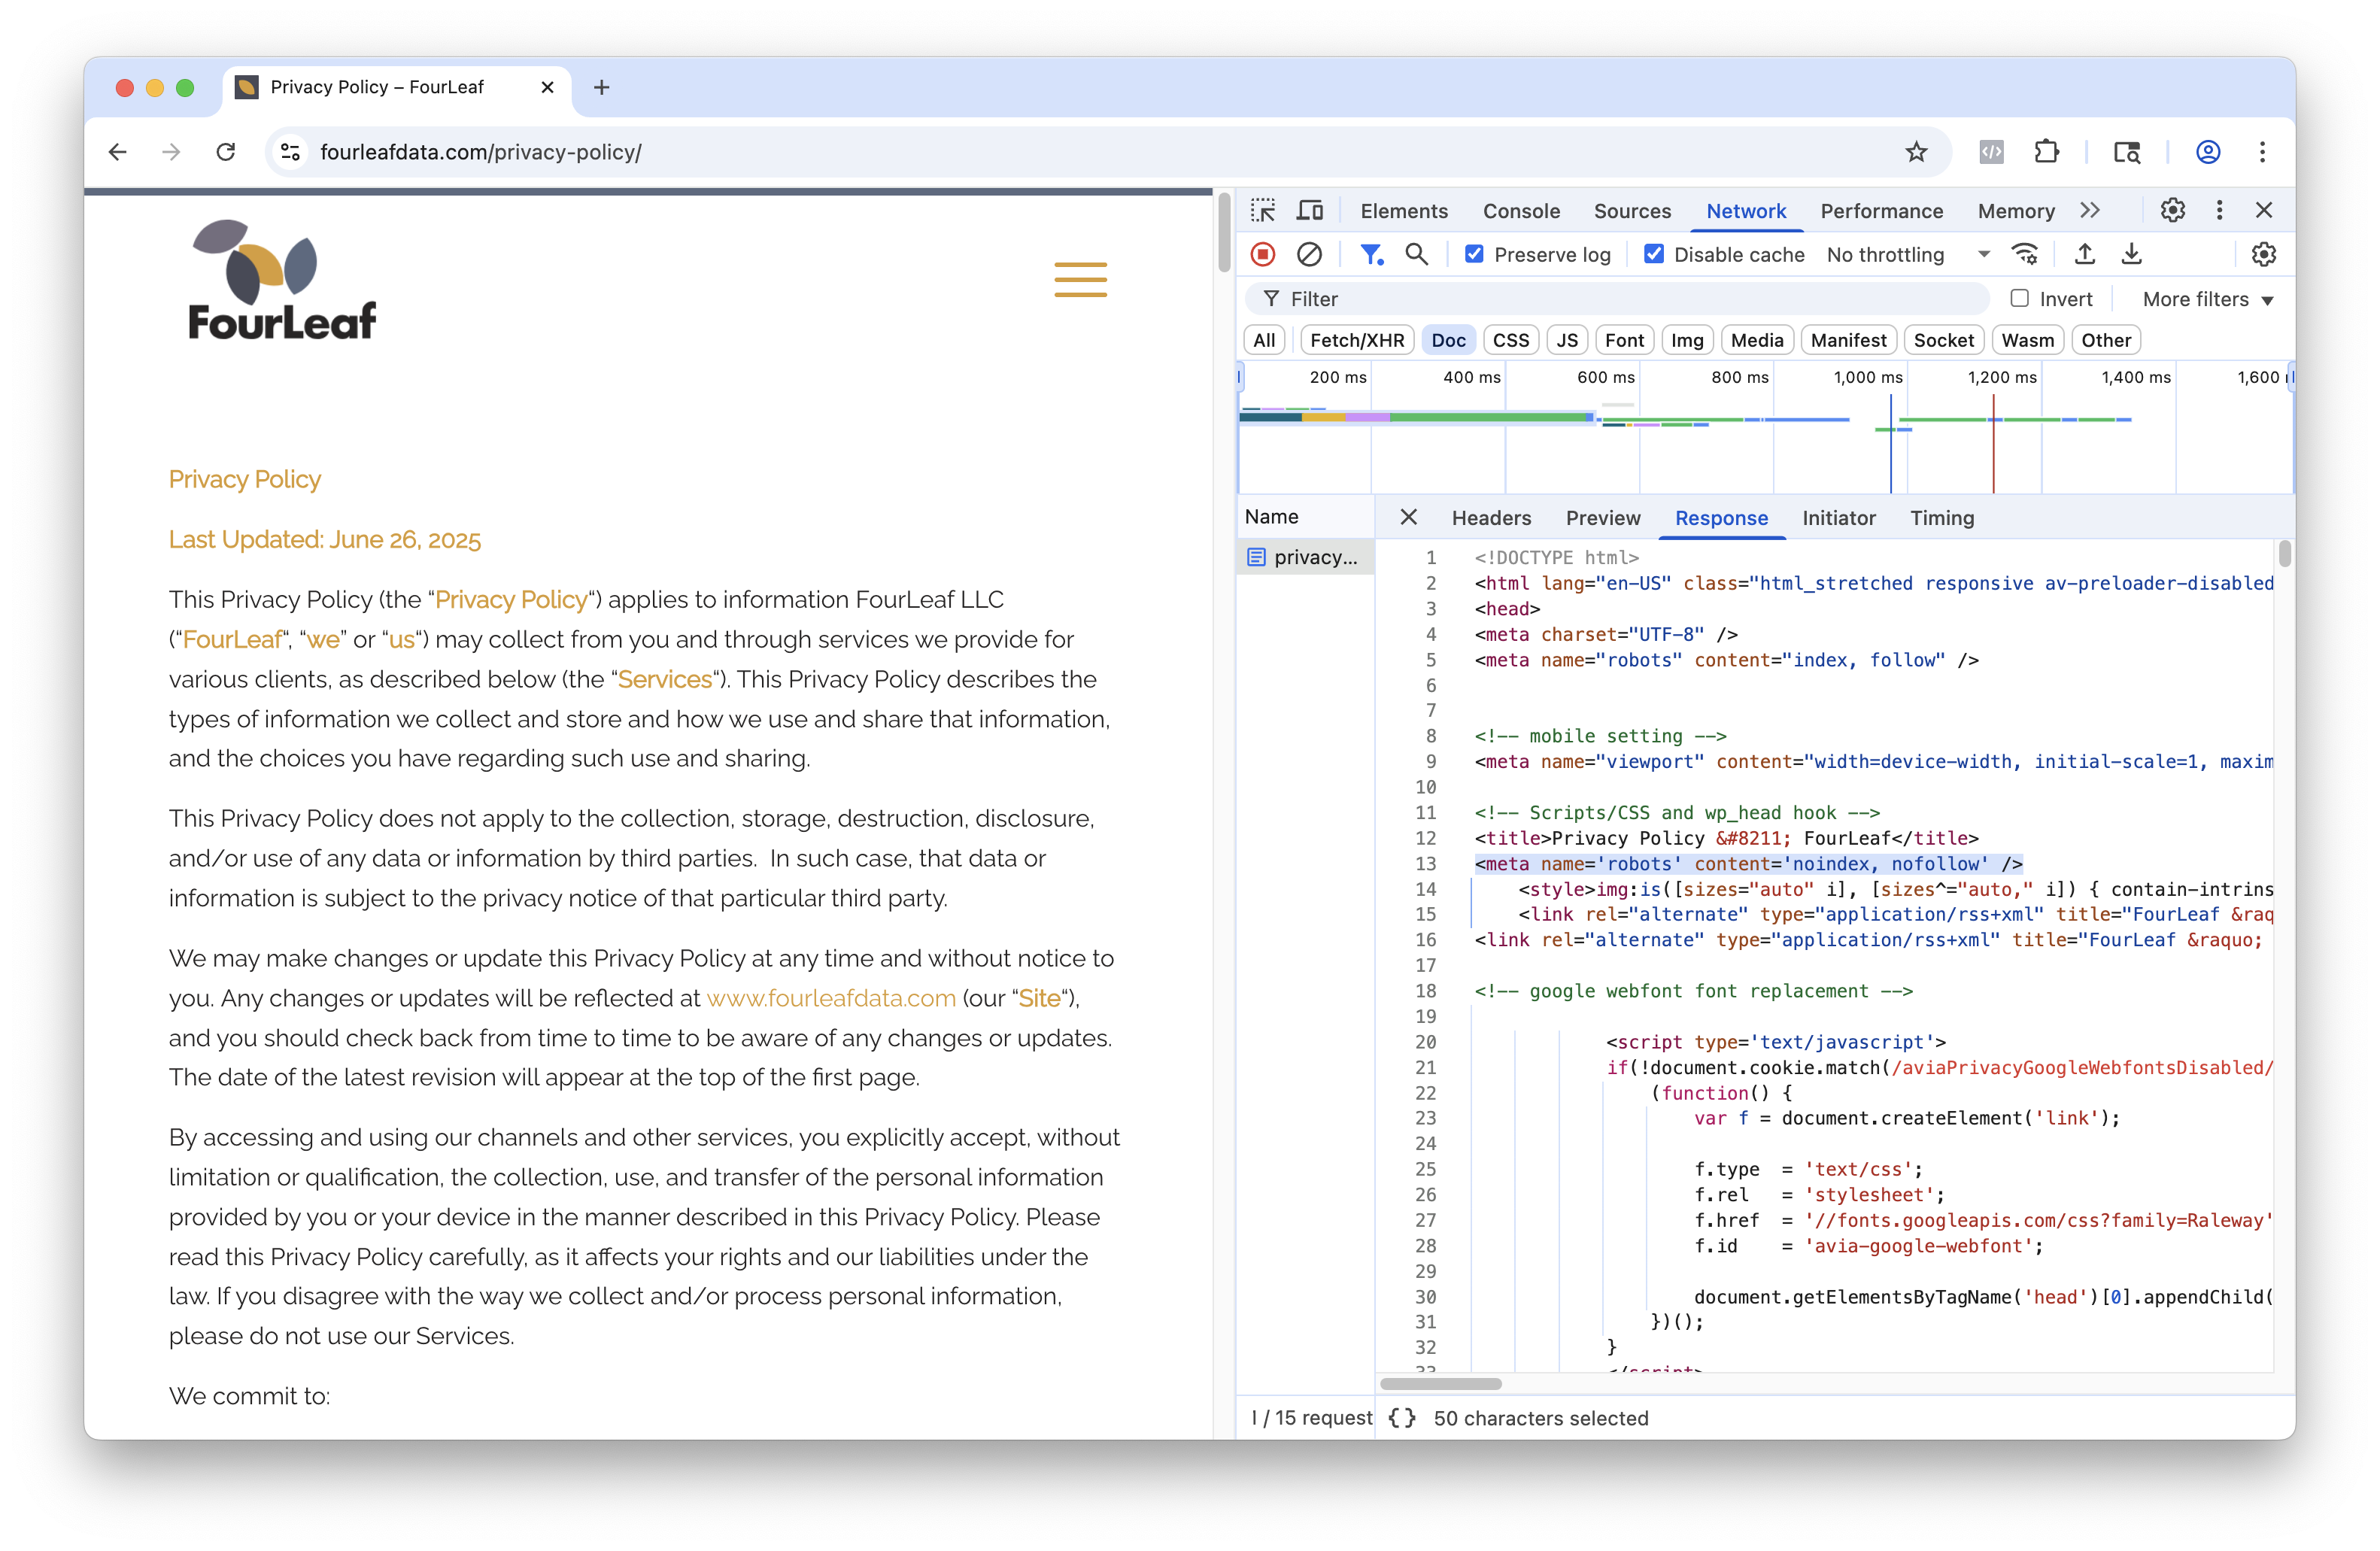 Privacy Policy – FourLeaf
fourleafdata.com/privacy-policy/
FourLeaf
Privacy Policy
Last Updated: June 26, 2025
This Privacy Policy (the “Privacy Policy“) applies to information FourLeaf LLC
(“FourLeaf“, “we” or “us“) may collect from you and through services we provide for
various clients, as described below (the “Services“). This Privacy Policy describes the
types of information we collect and store and how we use and share that information,
and the choices you have regarding such use and sharing.
This Privacy Policy does not apply to the collection, storage, destruction, disclosure,
and/or use of any data or information by third parties.  In such case, that data or
information is subject to the privacy notice of that particular third party.
We may make changes or update this Privacy Policy at any time and without notice to
you. Any changes or updates will be reflected at www.fourleafdata.com (our “Site“),
and you should check back from time to time to be aware of any changes or updates.
The date of the latest revision will appear at the top of the first page.
By accessing and using our channels and other services, you explicitly accept, without
limitation or qualification, the collection, use, and transfer of the personal information
provided by you or your device in the manner described in this Privacy Policy. Please
read this Privacy Policy carefully, as it affects your rights and our liabilities under the
law. If you disagree with the way we collect and/or process personal information,
please do not use our Services.
We commit to:
Elements Console Sources Network Performance Memory
Preserve log Disable cache No throttling
Filter Invert More filters
All Fetch/XHR Doc CSS JS Font Img Media Manifest Socket Wasm Other
200 ms 400 ms 600 ms 800 ms 1,000 ms 1,200 ms 1,400 ms 1,600
Name Headers Preview Response Initiator Timing
privacy...
1 <!DOCTYPE html>
2 <html lang="en-US" class="html_stretched responsive av-preloader-disabled
3 <head>
4 <meta charset="UTF-8" />
5 <meta name="robots" content="index, follow" />
6
7
8 <!-- mobile setting -->
9 <meta name="viewport" content="width=device-width, initial-scale=1, maxim
10
11 <!-- Scripts/CSS and wp_head hook -->
12 <title>Privacy Policy &#8211; FourLeaf</title>
13 <meta name='robots' content='noindex, nofollow' />
14 <style>img:is([sizes="auto" i], [sizes^="auto," i]) { contain-intrins
15 <link rel="alternate" type="application/rss+xml" title="FourLeaf &raq
16 <link rel="alternate" type="application/rss+xml" title="FourLeaf &raquo;
17
18 <!-- google webfont font replacement -->
19
20 <script type='text/javascript'>
21 if(!document.cookie.match(/aviaPrivacyGoogleWebfontsDisabled/
22 (function() {
23 var f = document.createElement('link');
24
25 f.type = 'text/css';
26 f.rel = 'stylesheet';
27 f.href = '//fonts.googleapis.com/css?family=Raleway'
28 f.id = 'avia-google-webfont';
29
30 document.getElementsByTagName('head')[0].appendChild(
31 })();
32 }
33 </script>
1 / 15 request { } 50 characters selected